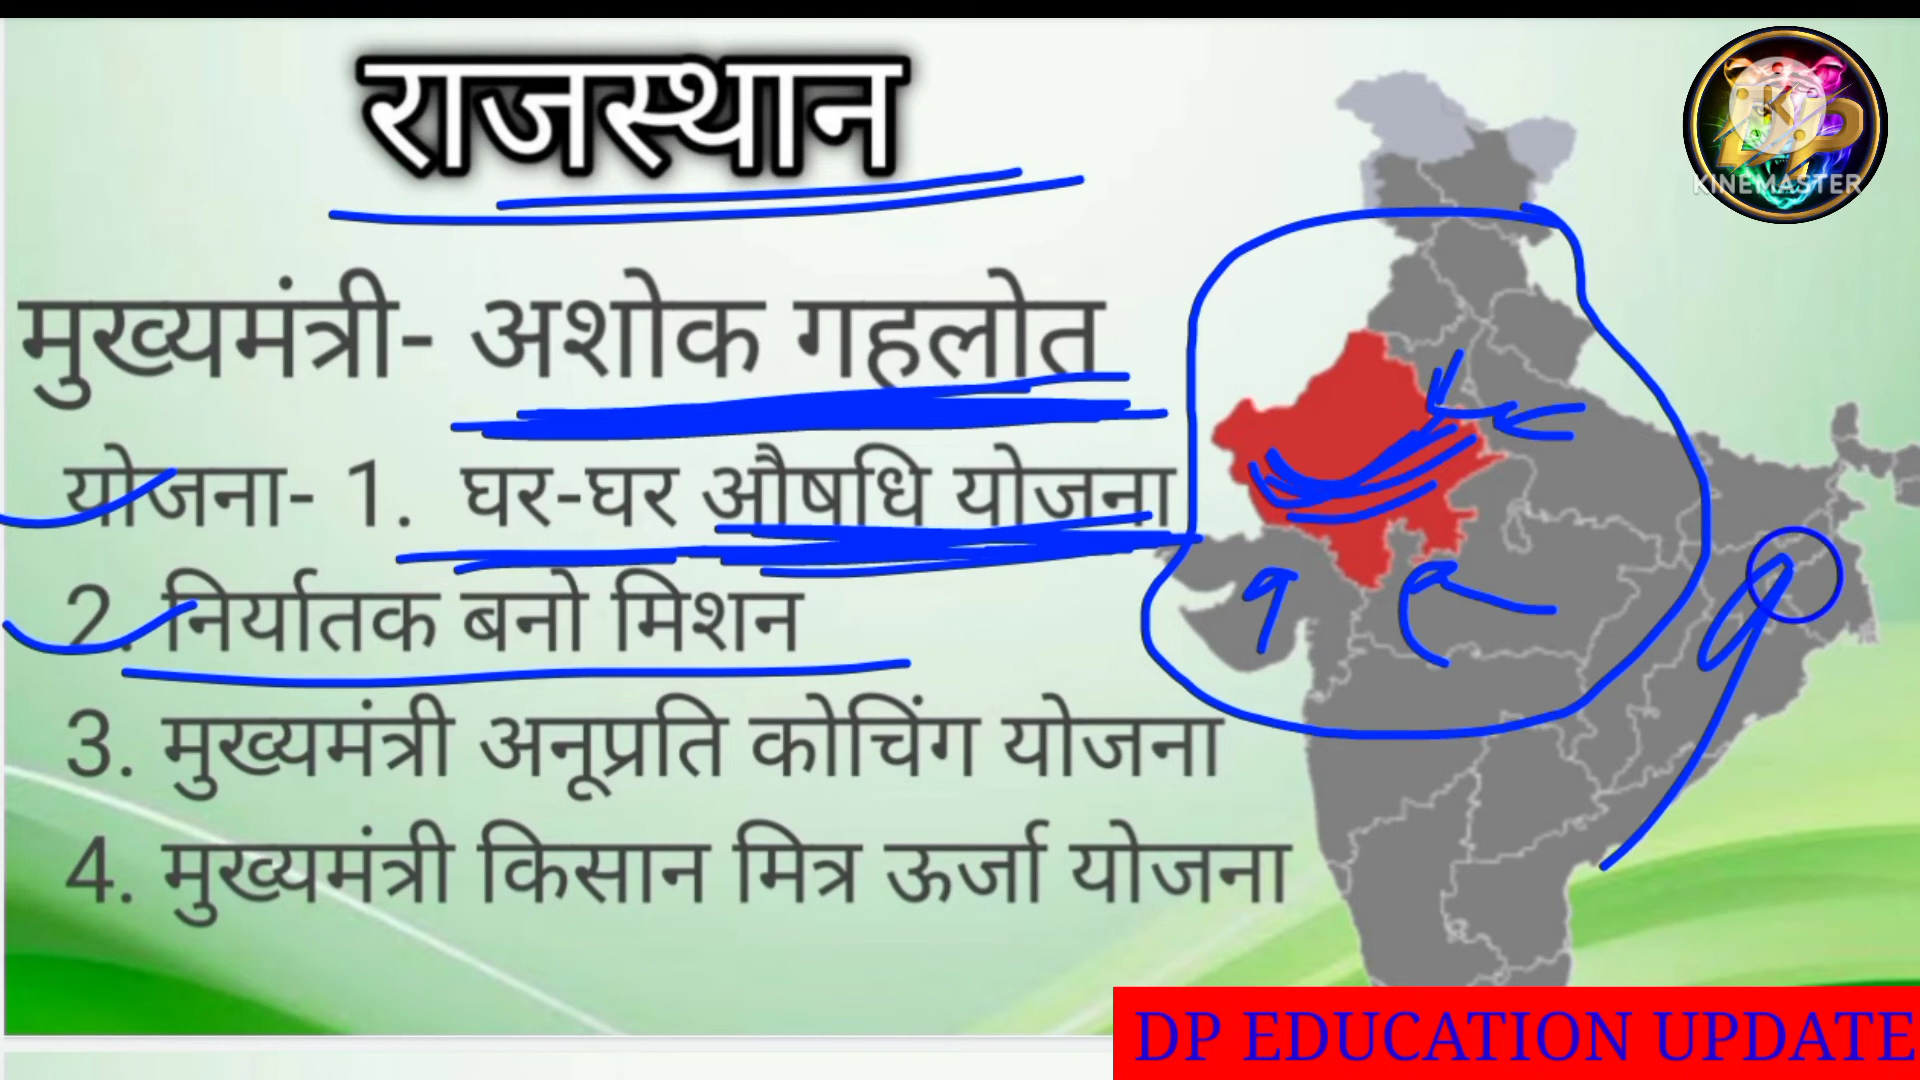 राजस्थान
मुख्यमंत्री- अशोक गहलोत
योजना- 1. घर-घर औषधि योजना
2. निर्यातक बनो मिशन
3. मुख्यमंत्री अनूप्रति कोचिंग योजना
4. मुख्यमंत्री किसान मित्र ऊर्जा योजना
KINEMASTER
DP EDUCATION UPDATE